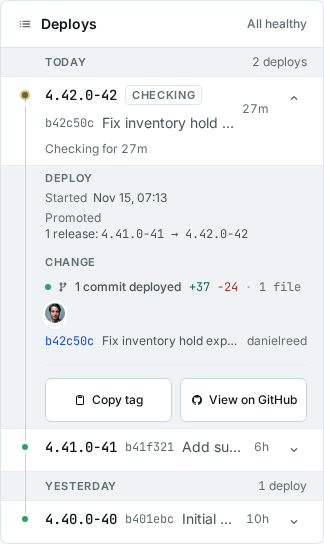 Deploys All healthy
TODAY 2 deploys
4.42.0-42 CHECKING 27m
b42c50c Fix inventory hold ...
Checking for 27m
DEPLOY
Started Nov 15, 07:13
Promoted
1 release: 4.41.0-41 → 4.42.0-42
CHANGE
1 commit deployed +37 -24 · 1 file
b42c50c Fix inventory hold exp... danielreed
Copy tag View on GitHub
4.41.0-41 b41f321 Add su... 6h
YESTERDAY 1 deploy
4.40.0-40 b401ebc Initial ... 10h